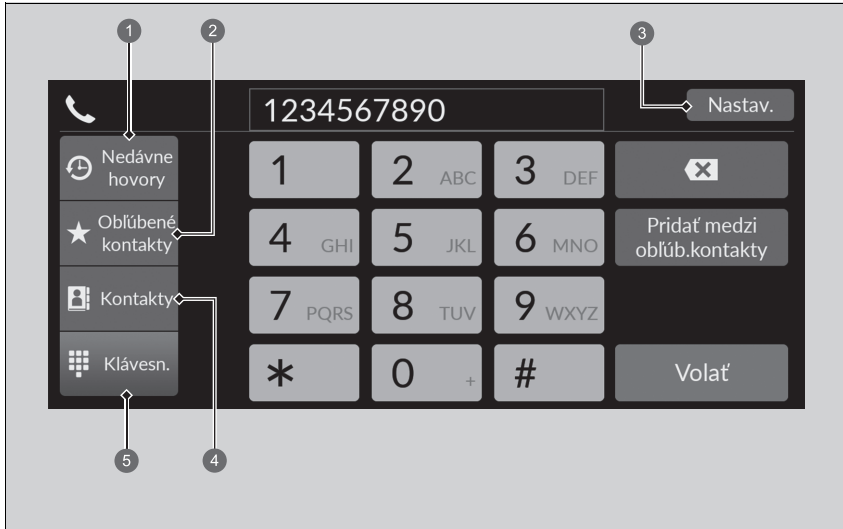 1
2
3
1234567890
Nastav.
Nedávne
hovory
1
2 ABC
3 DEF
Obľúbené
kontakty
4 GHI
5 JKL
6 MNO
Pridať medzi
obľúb.kontakty
Kontakty
7 PQRS
8 TUV
9 WXYZ
Klávesn.
*
0 +
#
Volať
5
4